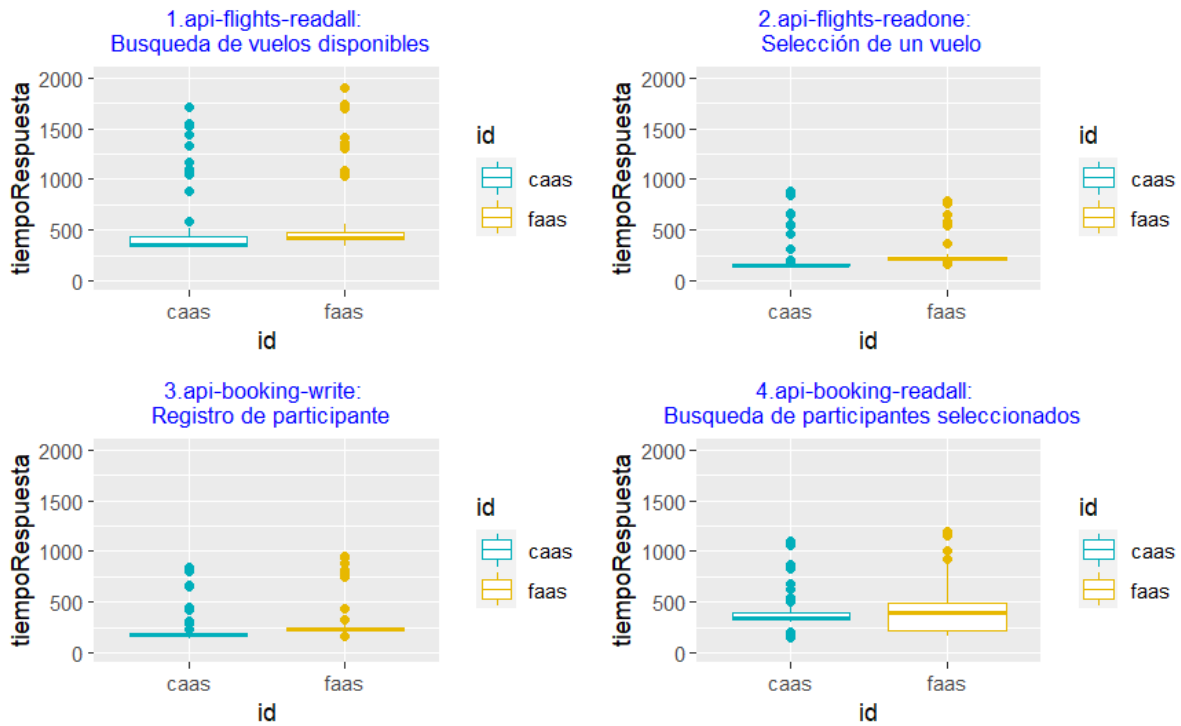 1.api-flights-readall:
Busqueda de vuelos disponibles
tiempoRespuesta
2000
1500
1000
500
0
caas
faas
id
id
caas
faas
2.api-flights-readone:
Selección de un vuelo
tiempoRespuesta
2000
1500
1000
500
0
caas
faas
id
id
caas
faas
3.api-booking-write:
Registro de participante
tiempoRespuesta
2000
1500
1000
500
0
caas
faas
id
id
caas
faas
4.api-booking-readall:
Busqueda de participantes seleccionados
tiempoRespuesta
2000
1500
1000
500
0
caas
faas
id
id
caas
faas